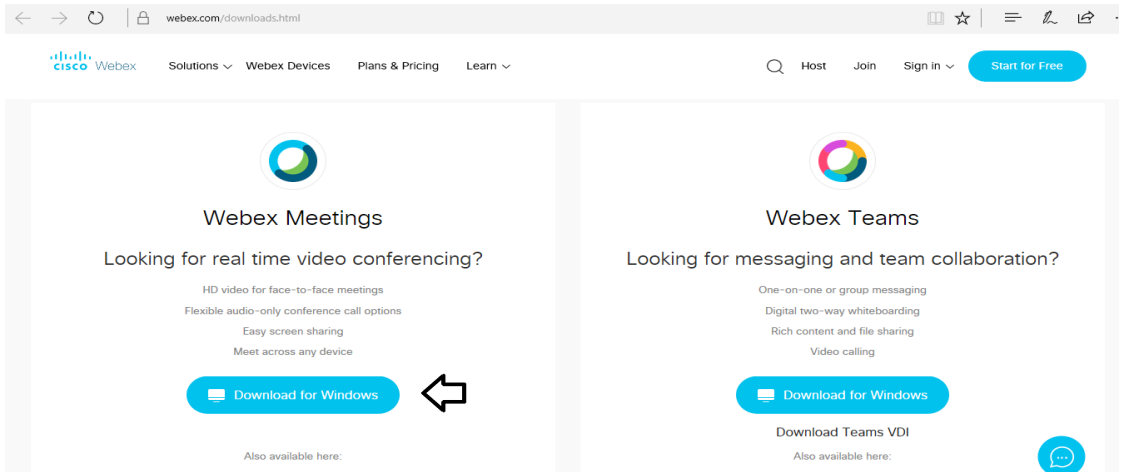 webex.com/downloads.html
cisco Webex Solutions Webex Devices Plans & Pricing Learn Host Join Sign in Start for Free
Webex Meetings
Looking for real time video conferencing?
HD video for face-to-face meetings
Flexible audio-only conference call options
Easy screen sharing
Meet across any device
Download for Windows
Also available here:
Webex Teams
Looking for messaging and team collaboration?
One-on-one or group messaging
Digital two-way whiteboarding
Rich content and file sharing
Video calling
Download for Windows
Download Teams VDI
Also available here: